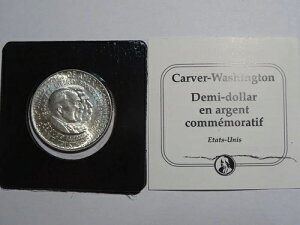 Carver-Washington
Demi-dollar
en argent
commémoratif
Etats-Unis